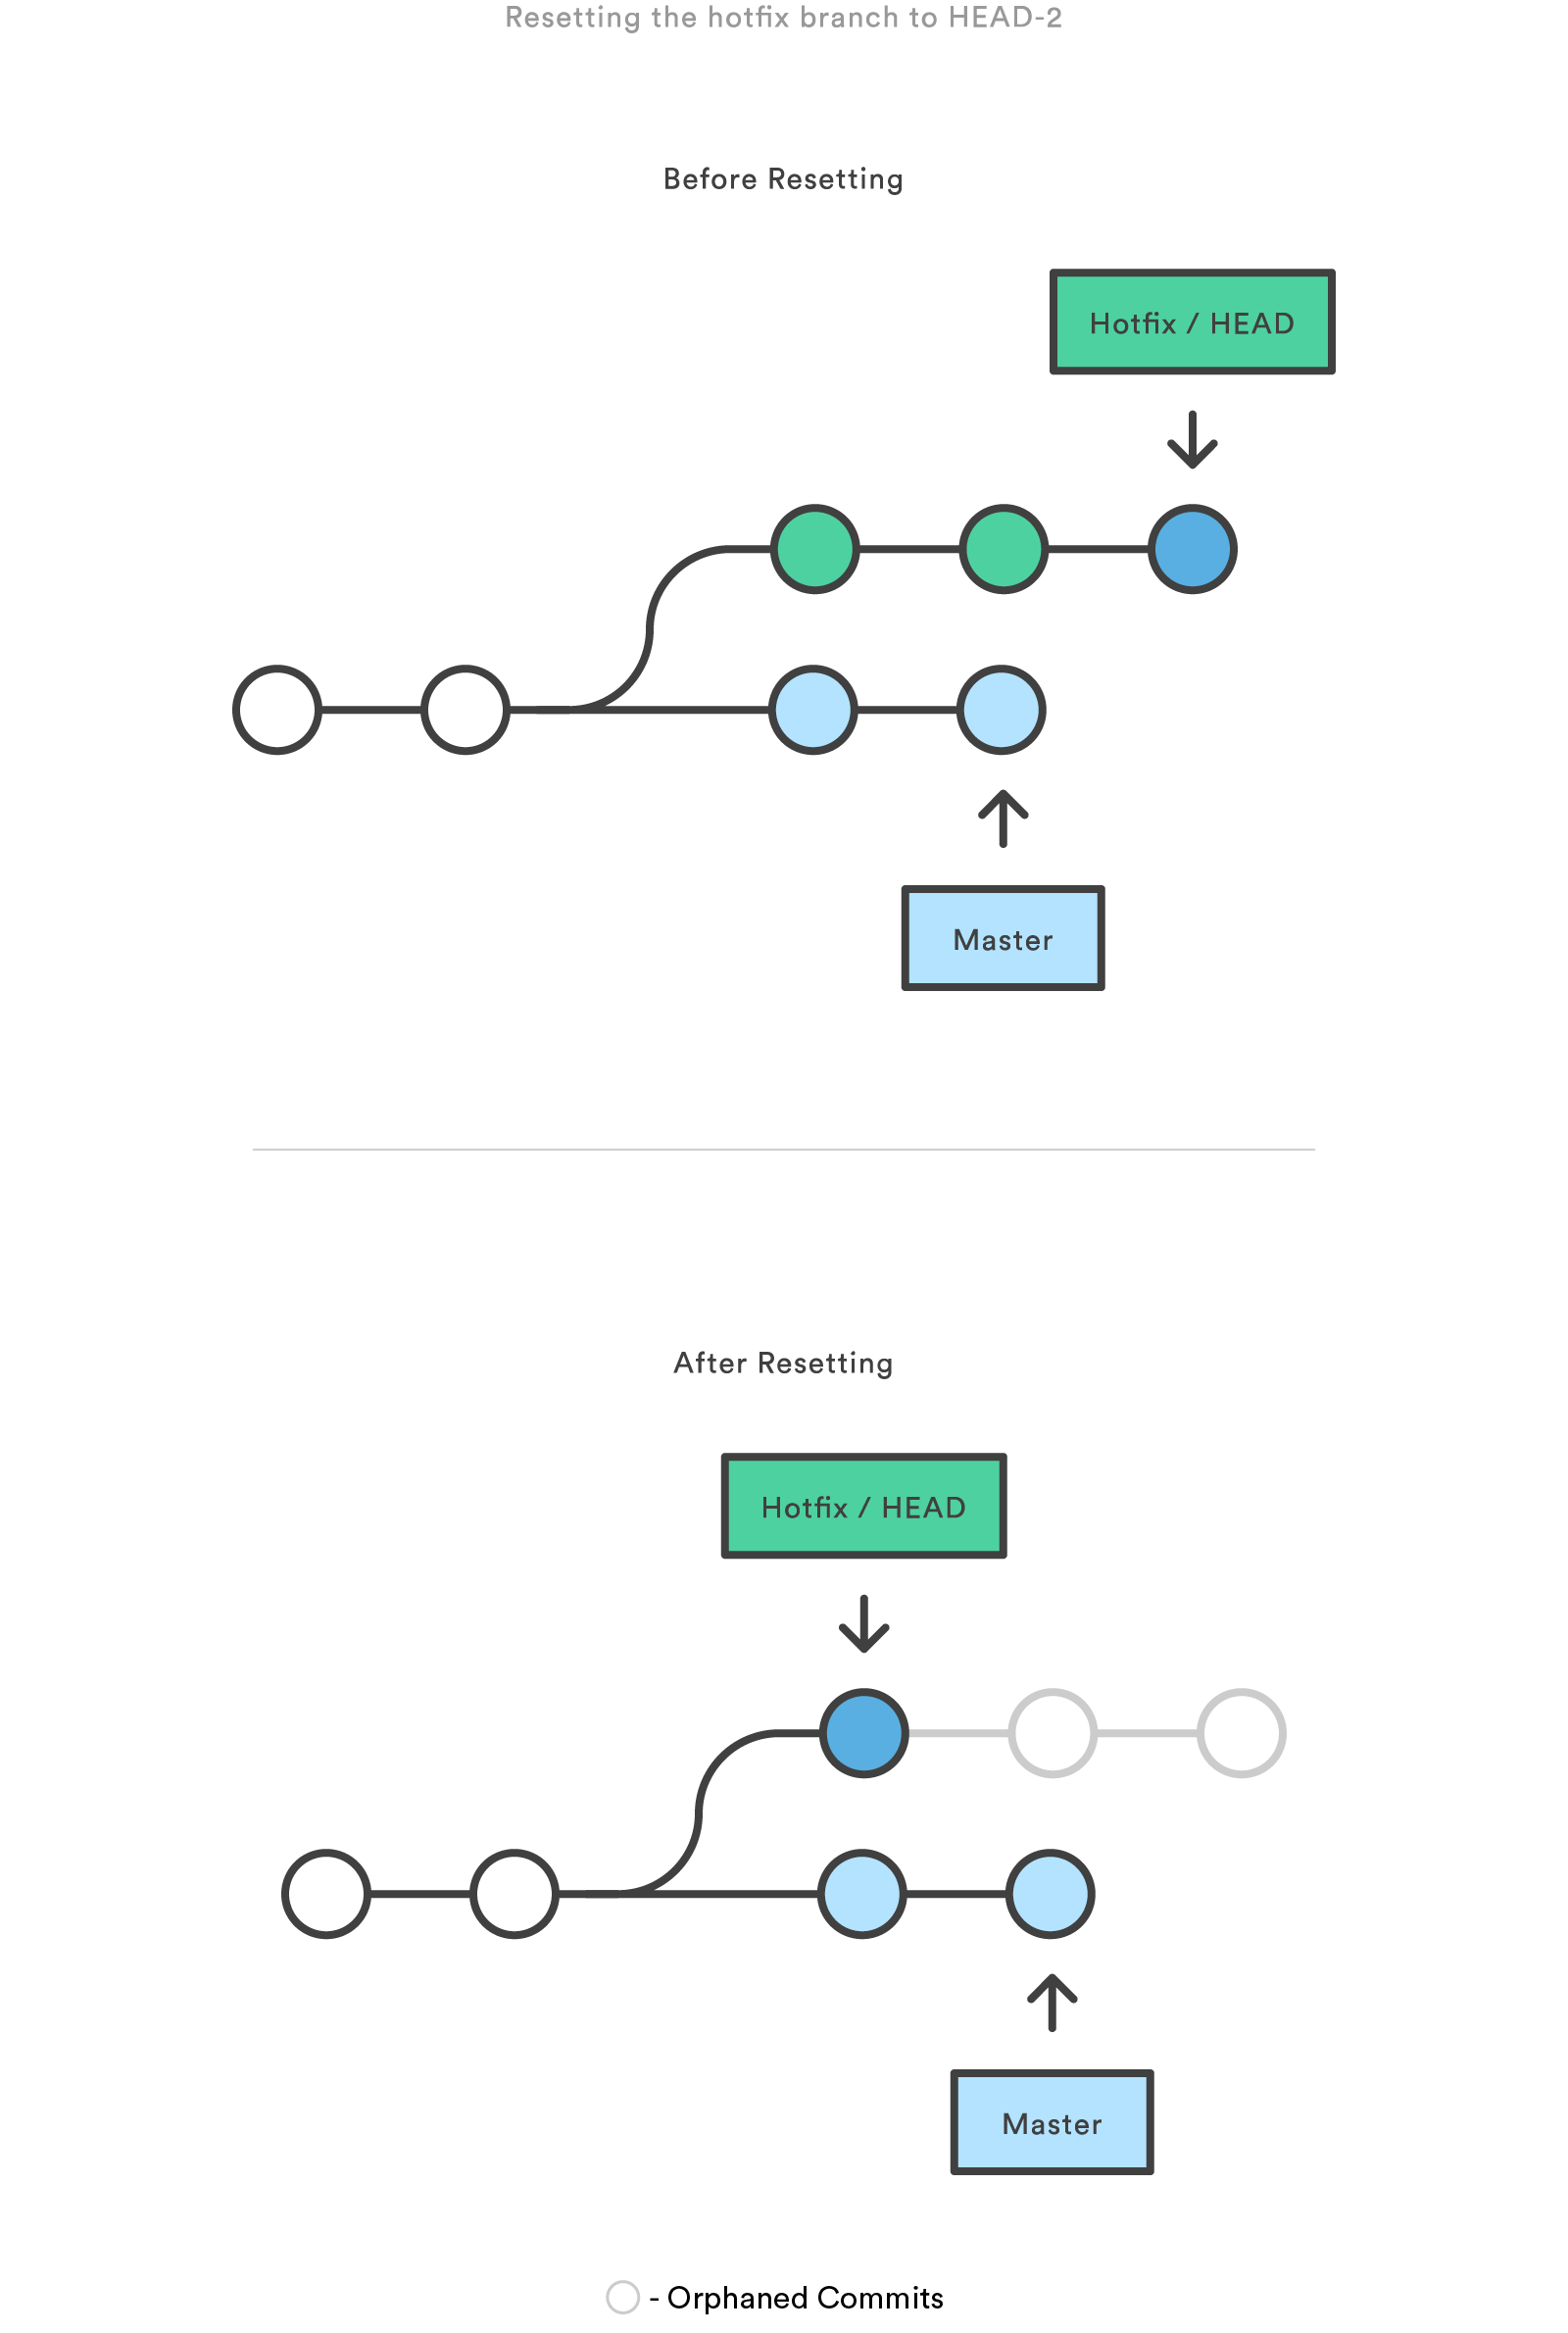 Resetting the hotfix branch to HEAD-2
Before Resetting
Hotfix / HEAD
Master
After Resetting
Hotfix / HEAD
Master
- Orphaned Commits